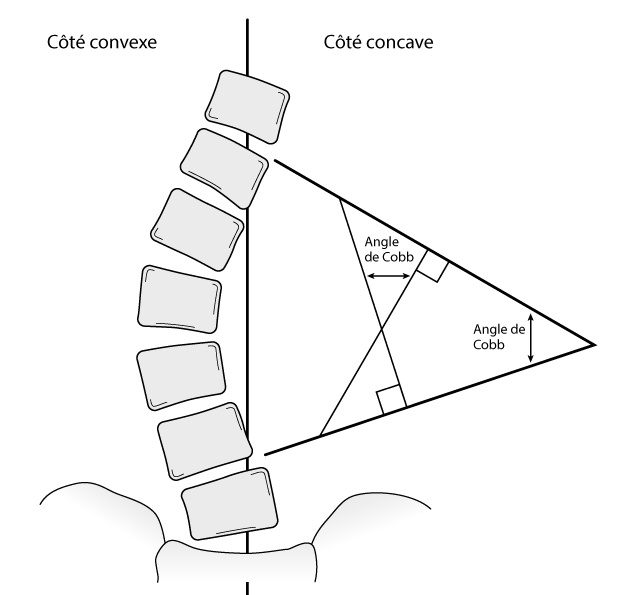 Côté convexe
Côté concave
Angle
de Cobb
Angle de
Cobb